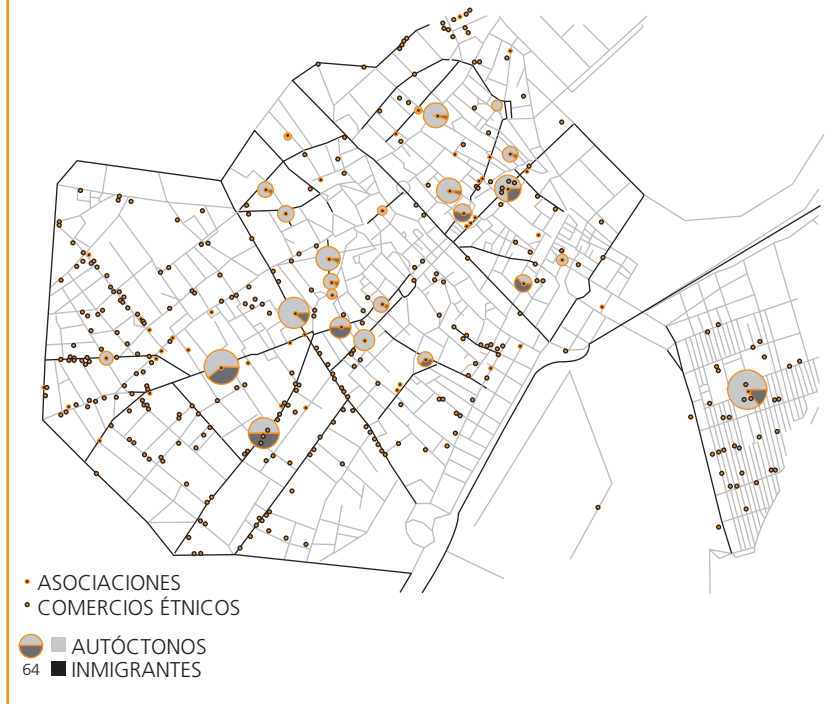 ASOCIACIONES
COMERCIOS ÉTNICOS
AUTÓCTONOS
64 INMIGRANTES